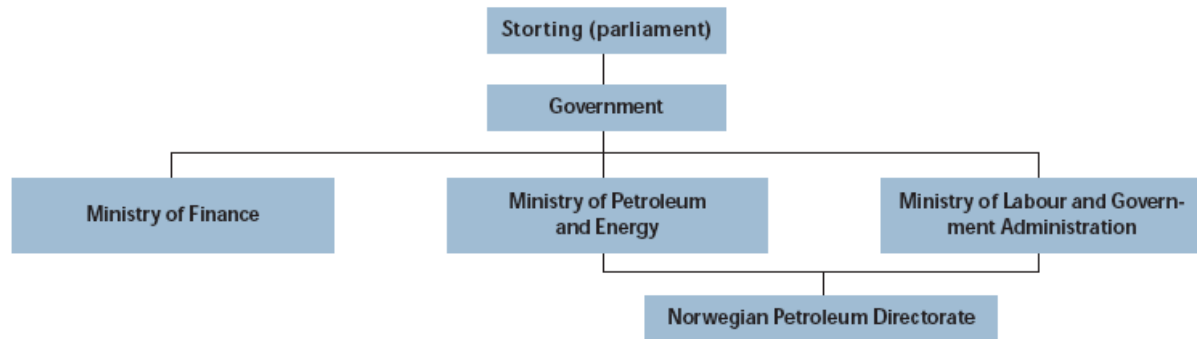 Storting (parliament)
Government
Ministry of Finance
Ministry of Petroleum
and Energy
Ministry of Labour and Govern-
ment Administration
Norwegian Petroleum Directorate